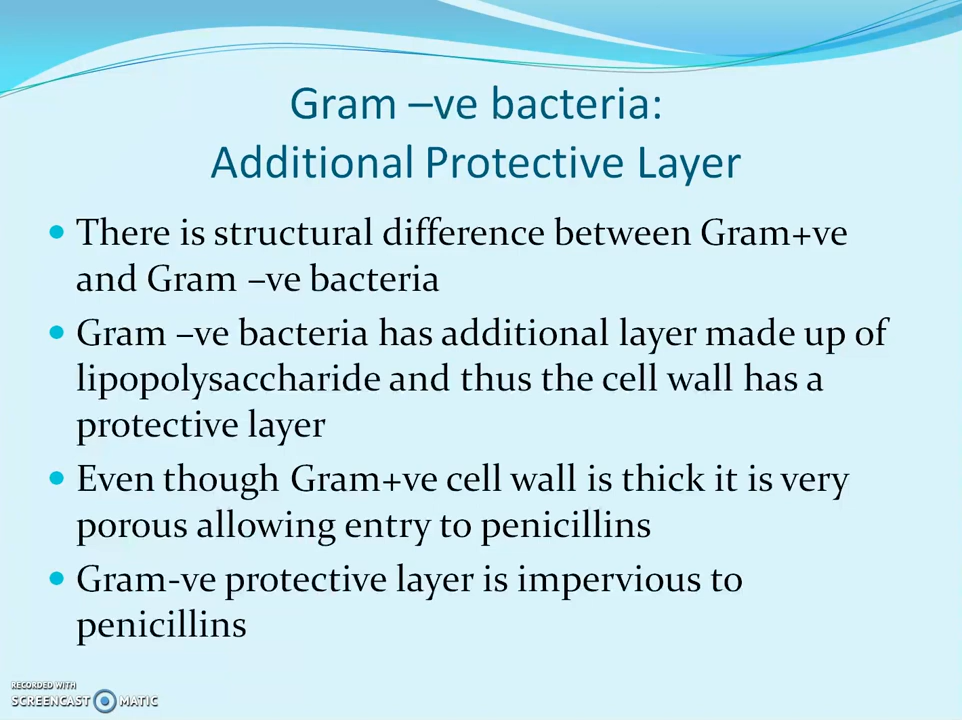 Gram –ve bacteria:
Additional Protective Layer
• There is structural difference between Gram+ve
and Gram –ve bacteria
• Gram –ve bacteria has additional layer made up of
lipopolysaccharide and thus the cell wall has a
protective layer
• Even though Gram+ve cell wall is thick it is very
porous allowing entry to penicillins
• Gram-ve protective layer is impervious to
penicillins
RECORDED WITH
SCREENCAST MATIC